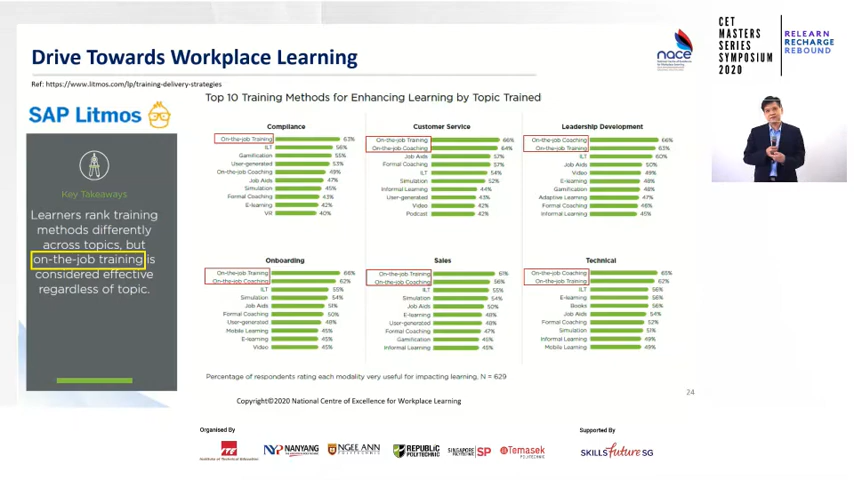 Drive Towards Workplace Learning
nace
CET
MASTERS
SERIES
SYMPOSIUM
2020
RELEARN
RECHARGE
REBOUND
Ref: https://www.litmos.com/lp/training-delivery-strategies
SAP Litmos
Key Takeaways
Learners rank training
methods differently
across topics, but
on-the-job training is
considered effective
regardless of topic.
Top 10 Training Methods for Enhancing Learning by Topic Trained
Compliance
On-the-job Training 63%
ILT 56%
Gamification 55%
User-generated 53%
On-the-job Coaching 49%
Job Aids 47%
Simulation 45%
Formal Coaching 43%
E-learning 42%
VR 40%
Customer Service
On-the-job Training 66%
On-the-job Coaching 64%
Job Aids 57%
Formal Coaching 57%
ILT 54%
Simulation 52%
Informal Learning 44%
User-generated 43%
Video 42%
Podcast 42%
Leadership Development
On-the-job Coaching 66%
On-the-job Training 63%
ILT 60%
Job Aids 50%
Video 49%
E-learning 48%
Gamification 48%
Adaptive Learning 47%
Formal Coaching 46%
Informal Learning 45%
Onboarding
On-the-job Training 66%
On-the-job Coaching 62%
ILT 55%
Simulation 54%
Job Aids 51%
Formal Coaching 50%
User-generated 48%
Mobile Learning 45%
E-learning 45%
Video 45%
Sales
On-the-job Training 61%
On-the-job Coaching 56%
ILT 55%
Simulation 54%
Job Aids 50%
E-learning 48%
User-generated 48%
Formal Coaching 47%
Gamification 45%
Informal Learning 45%
Technical
On-the-job Coaching 65%
On-the-job Training 62%
ILT 56%
E-learning 56%
Books 56%
Job Aids 54%
Formal Coaching 52%
Simulation 51%
Informal Learning 49%
Mobile Learning 49%
Percentage of respondents rating each modality very useful for impacting learning, N = 629
24
Copyright©2020 National Centre of Excellence for Workplace Learning
Organised By
Supported By
ITE
Institute of Technical Education
NYP NANYANG
NGEE ANN
REPUBLIC
POLYTECHNIC
SINGAPORE
POLYTECHNIC
SP
Temasek
POLYTECHNIC
SKILLSfuture SG